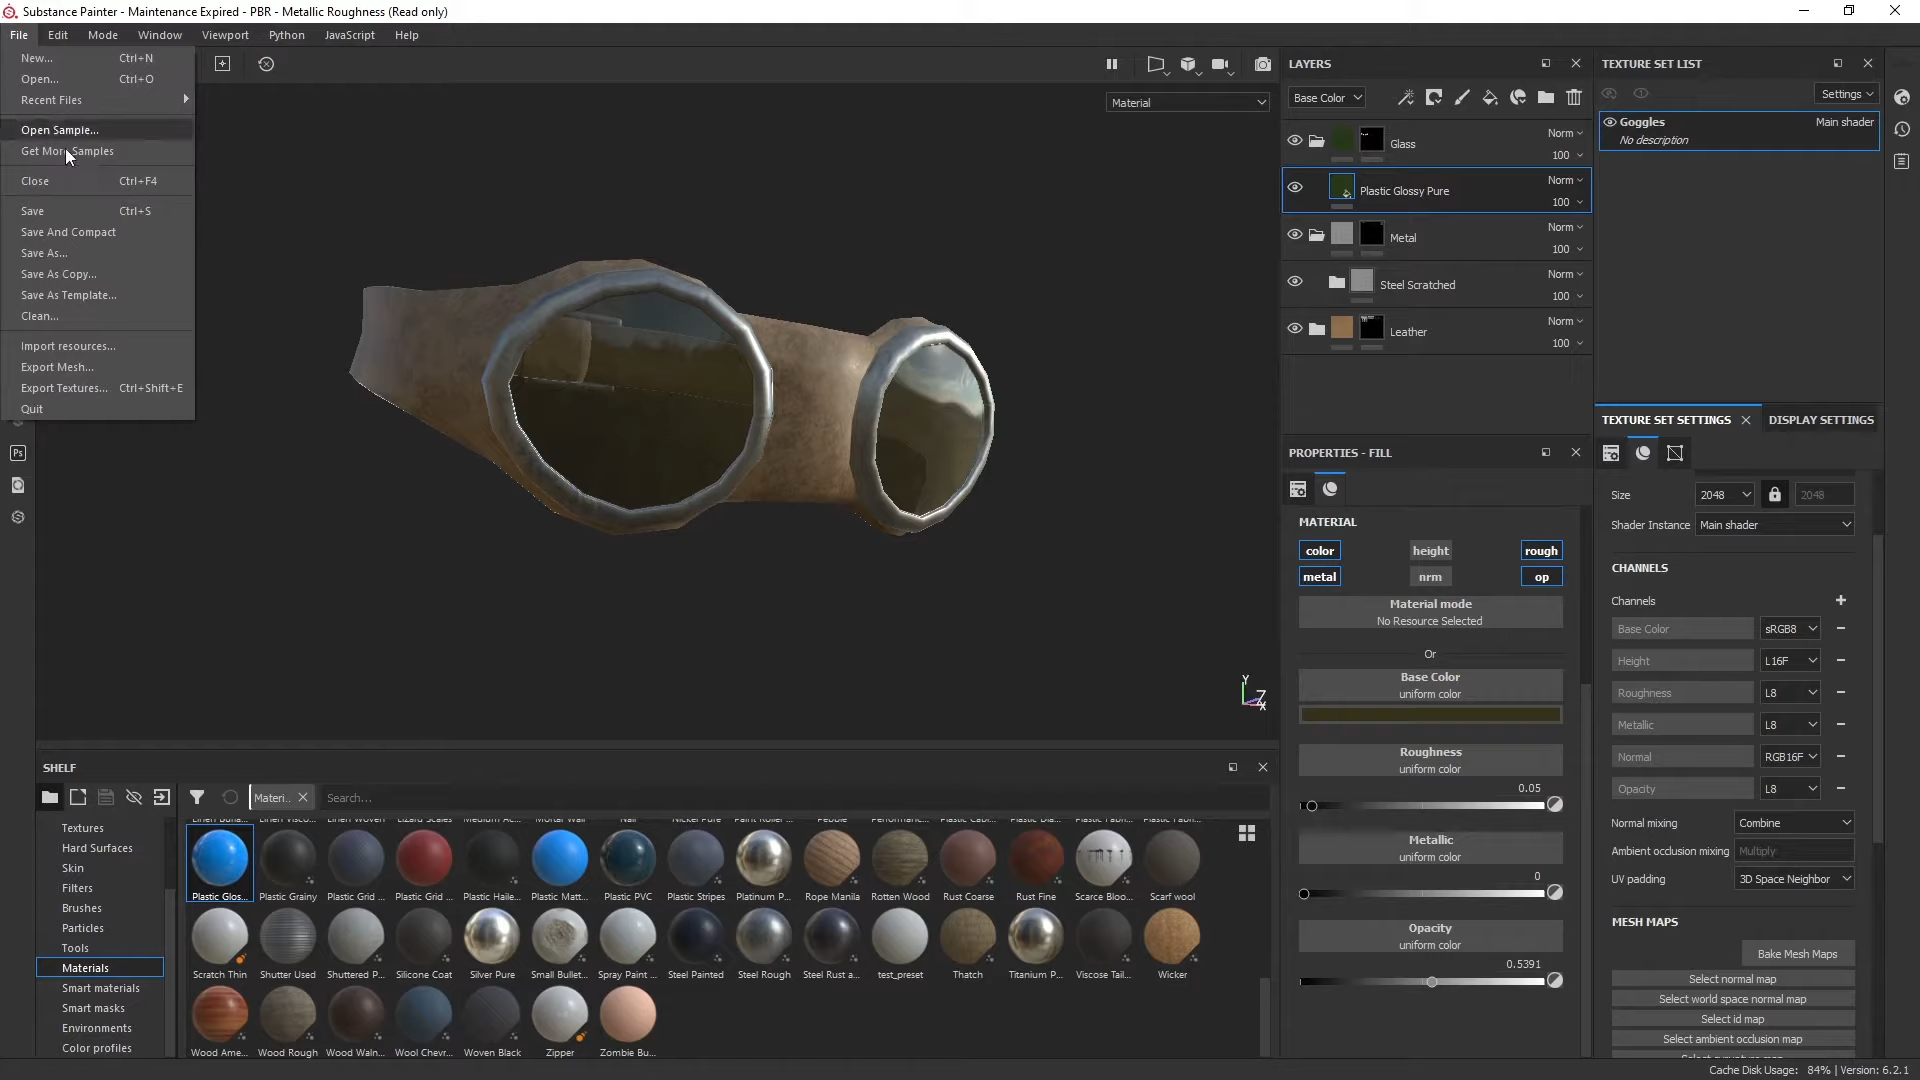 Substance Painter - Maintenance Expired - PBR - Metallic Roughness (Read only)
File Edit Mode Window Viewport Python JavaScript Help
New... Ctrl+N
Open... Ctrl+O
Recent Files
Open Sample...
Get More Samples
Close Ctrl+F4
Save Ctrl+S
Save And Compact
Save As...
Save As Copy...
Save As Template...
Clean...
Import resources...
Export Mesh...
Export Textures... Ctrl+Shift+E
Quit
Ps
Material
Y
Z
X
LAYERS
Base Color
Glass Norm
100
Plastic Glossy Pure Norm
100
Metal Norm
100
Steel Scratched Norm
100
Leather Norm
100
PROPERTIES - FILL
MATERIAL
color height rough
metal nrm op
Material mode
No Resource Selected
Or
Base Color
uniform color
Roughness
uniform color
0.05
Metallic
uniform color
0
Opacity
uniform color
0.5391
TEXTURE SET LIST
Settings
Goggles Main shader
No description
TEXTURE SET SETTINGS DISPLAY SETTINGS
Size 2048 2048
Shader Instance Main shader
CHANNELS
Channels
Base Color sRGB8
Height L16F
Roughness L8
Metallic L8
Normal RGB16F
Opacity L8
Normal mixing Combine
Ambient occlusion mixing Multiply
UV padding 3D Space Neighbor
MESH MAPS
Bake Mesh Maps
Select normal map
Select world space normal map
Select id map
Select ambient occlusion map
SHELF
Materi...
Search...
Textures
Hard Surfaces
Skin
Filters
Brushes
Particles
Tools
Materials
Smart materials
Smart masks
Environments
Color profiles
Plastic Glos... Plastic Grainy Plastic Grid ... Plastic Grid ... Plastic Haile... Plastic Matt... Plastic PVC Plastic Stripes Platinum P... Rope Manila Rotten Wood Rust Coarse Rust Fine Scarce Bloo... Scarf wool
Scratch Thin Shutter Used Shuttered P... Silicone Coat Silver Pure Small Bullet... Spray Paint ... Steel Painted Steel Rough Steel Rust a... test_preset Thatch Titanium P... Viscose Tail... Wicker
Wood Ame... Wood Rough Wood Waln... Wool Chevr... Woven Black Zipper Zombie Bu...
Cache Disk Usage: 84% | Version: 6.2.1